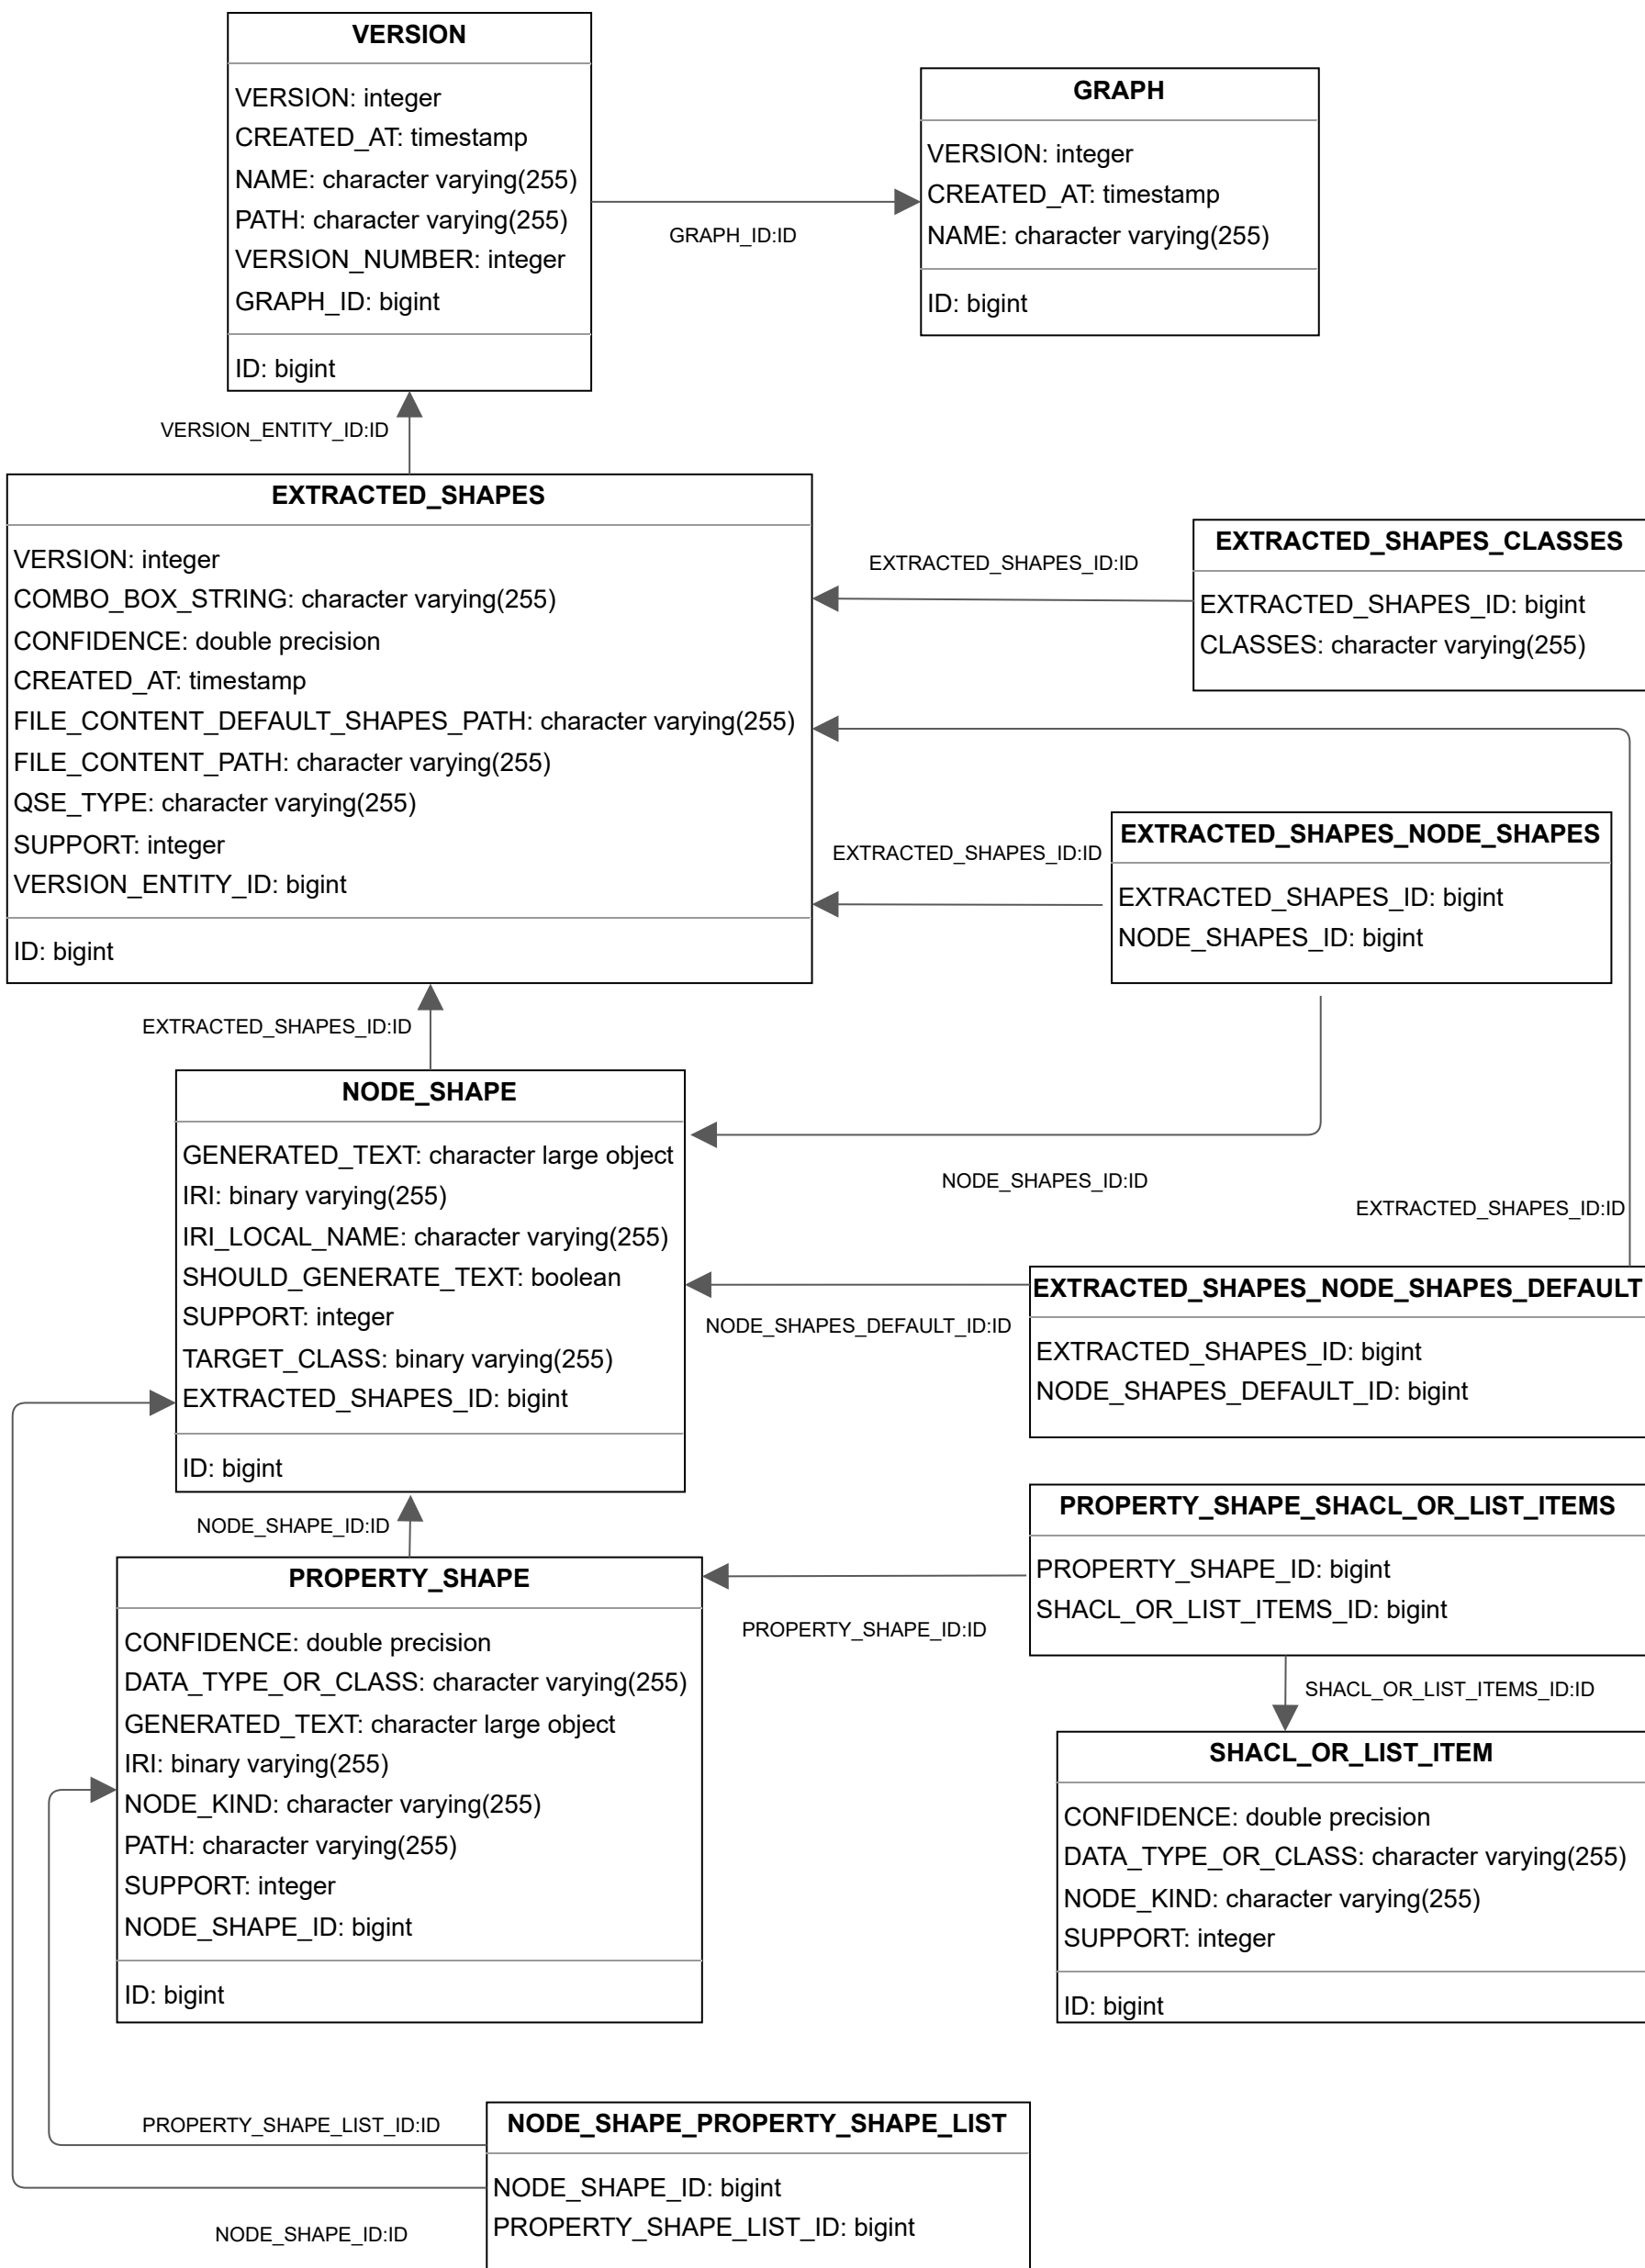 VERSION
VERSION: integer
CREATED_AT: timestamp
NAME: character varying(255)
PATH: character varying(255)
VERSION_NUMBER: integer
GRAPH_ID: bigint
ID: bigint
GRAPH_ID:ID
GRAPH
VERSION: integer
CREATED_AT: timestamp
NAME: character varying(255)
ID: bigint
VERSION_ENTITY_ID:ID
EXTRACTED_SHAPES
VERSION: integer
COMBO_BOX_STRING: character varying(255)
CONFIDENCE: double precision
CREATED_AT: timestamp
FILE_CONTENT_DEFAULT_SHAPES_PATH: character varying(255)
FILE_CONTENT_PATH: character varying(255)
QSE_TYPE: character varying(255)
SUPPORT: integer
VERSION_ENTITY_ID: bigint
ID: bigint
EXTRACTED_SHAPES_ID:ID
EXTRACTED_SHAPES_CLASSES
EXTRACTED_SHAPES_ID: bigint
CLASSES: character varying(255)
EXTRACTED_SHAPES_ID:ID
EXTRACTED_SHAPES_NODE_SHAPES
EXTRACTED_SHAPES_ID: bigint
NODE_SHAPES_ID: bigint
EXTRACTED_SHAPES_ID:ID
NODE_SHAPE
GENERATED_TEXT: character large object
IRI: binary varying(255)
IRI_LOCAL_NAME: character varying(255)
SHOULD_GENERATE_TEXT: boolean
SUPPORT: integer
TARGET_CLASS: binary varying(255)
EXTRACTED_SHAPES_ID: bigint
ID: bigint
NODE_SHAPES_ID:ID
EXTRACTED_SHAPES_ID:ID
NODE_SHAPES_DEFAULT_ID:ID
EXTRACTED_SHAPES_NODE_SHAPES_DEFAULT
EXTRACTED_SHAPES_ID: bigint
NODE_SHAPES_DEFAULT_ID: bigint
NODE_SHAPE_ID:ID
PROPERTY_SHAPE
CONFIDENCE: double precision
DATA_TYPE_OR_CLASS: character varying(255)
GENERATED_TEXT: character large object
IRI: binary varying(255)
NODE_KIND: character varying(255)
PATH: character varying(255)
SUPPORT: integer
NODE_SHAPE_ID: bigint
ID: bigint
PROPERTY_SHAPE_ID:ID
PROPERTY_SHAPE_SHACL_OR_LIST_ITEMS
PROPERTY_SHAPE_ID: bigint
SHACL_OR_LIST_ITEMS_ID: bigint
SHACL_OR_LIST_ITEMS_ID:ID
SHACL_OR_LIST_ITEM
CONFIDENCE: double precision
DATA_TYPE_OR_CLASS: character varying(255)
NODE_KIND: character varying(255)
SUPPORT: integer
ID: bigint
PROPERTY_SHAPE_LIST_ID:ID
NODE_SHAPE_ID:ID
NODE_SHAPE_PROPERTY_SHAPE_LIST
NODE_SHAPE_ID: bigint
PROPERTY_SHAPE_LIST_ID: bigint